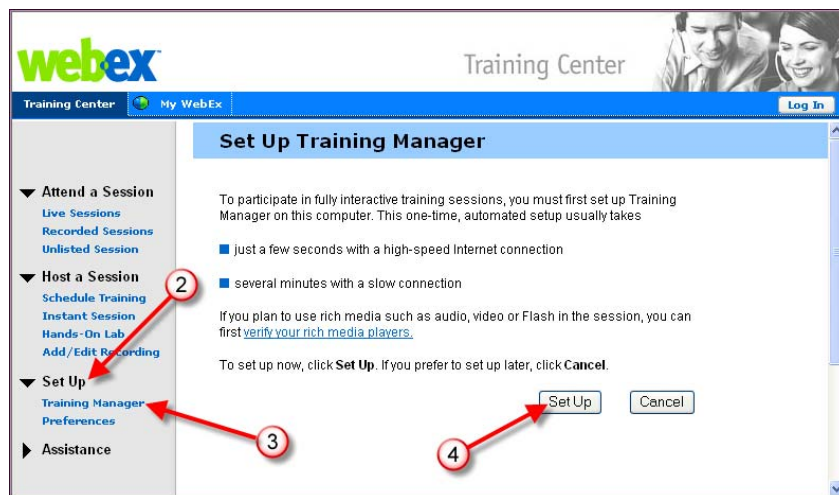 webex
Training Center
Training Center My WebEx Log In
Set Up Training Manager
Attend a Session
Live Sessions
Recorded Sessions
Unlisted Session
Host a Session
Schedule Training
Instant Session
Hands-On Lab
Add/Edit Recording
Set Up
Training Manager
Preferences
Assistance
To participate in fully interactive training sessions, you must first set up Training
Manager on this computer. This one-time, automated setup usually takes
just a few seconds with a high-speed Internet connection
several minutes with a slow connection
If you plan to use rich media such as audio, video or Flash in the session, you can
first verify your rich media players.
To set up now, click Set Up. If you prefer to set up later, click Cancel.
Set Up Cancel
2
3
4